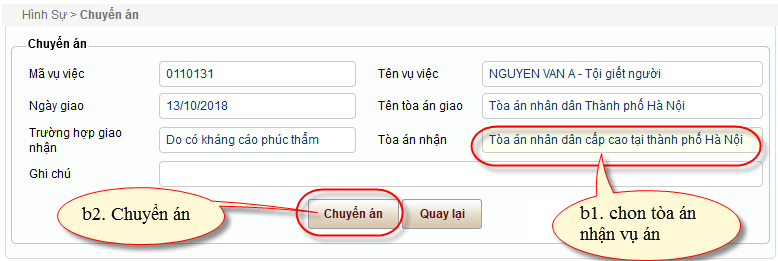 Hình Sự > Chuyển án
Chuyển án
Mã vụ việc 0110131 Tên vụ việc NGUYEN VAN A - Tội giết người
Ngày giao 13/10/2018 Tên tòa án giao Tòa án nhân dân Thành phố Hà Nội
Trường hợp giao nhận Do có kháng cáo phúc thẩm Tòa án nhận Tòa án nhân dân cấp cao tại thành phố Hà Nội
Ghi chú
b2. Chuyển án
Chuyển án Quay lại
b1. chon tòa án
nhận vụ án